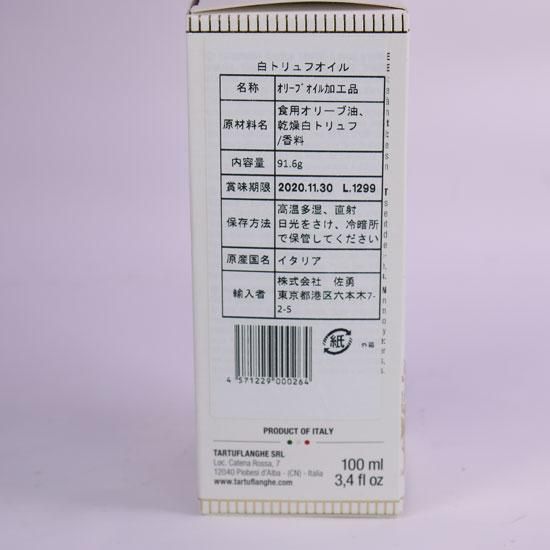 白トリュフオイル
名称 ｵﾘｰﾌﾞｵｲﾙ加工品
原材料名 食用オリーブ油、
乾燥白トリュフ
/香料
内容量 91.6g
賞味期限 2020.11.30 L.1299
保存方法 高温多湿、直射
日光をさけ、冷暗所
で保管してください
原産国名 イタリア
輸入者 株式会社 佐勇
東京都港区六本木7-
2-5
紙
外箱
4 571229 000264
PRODUCT OF ITALY
TARTUFLANGHE SRL
Loc. Catena Rossa, 7
12040 Piobesi d'Alba - (CN) - Italia
www.tartuflanghe.com
100 ml
3,4 fl oz